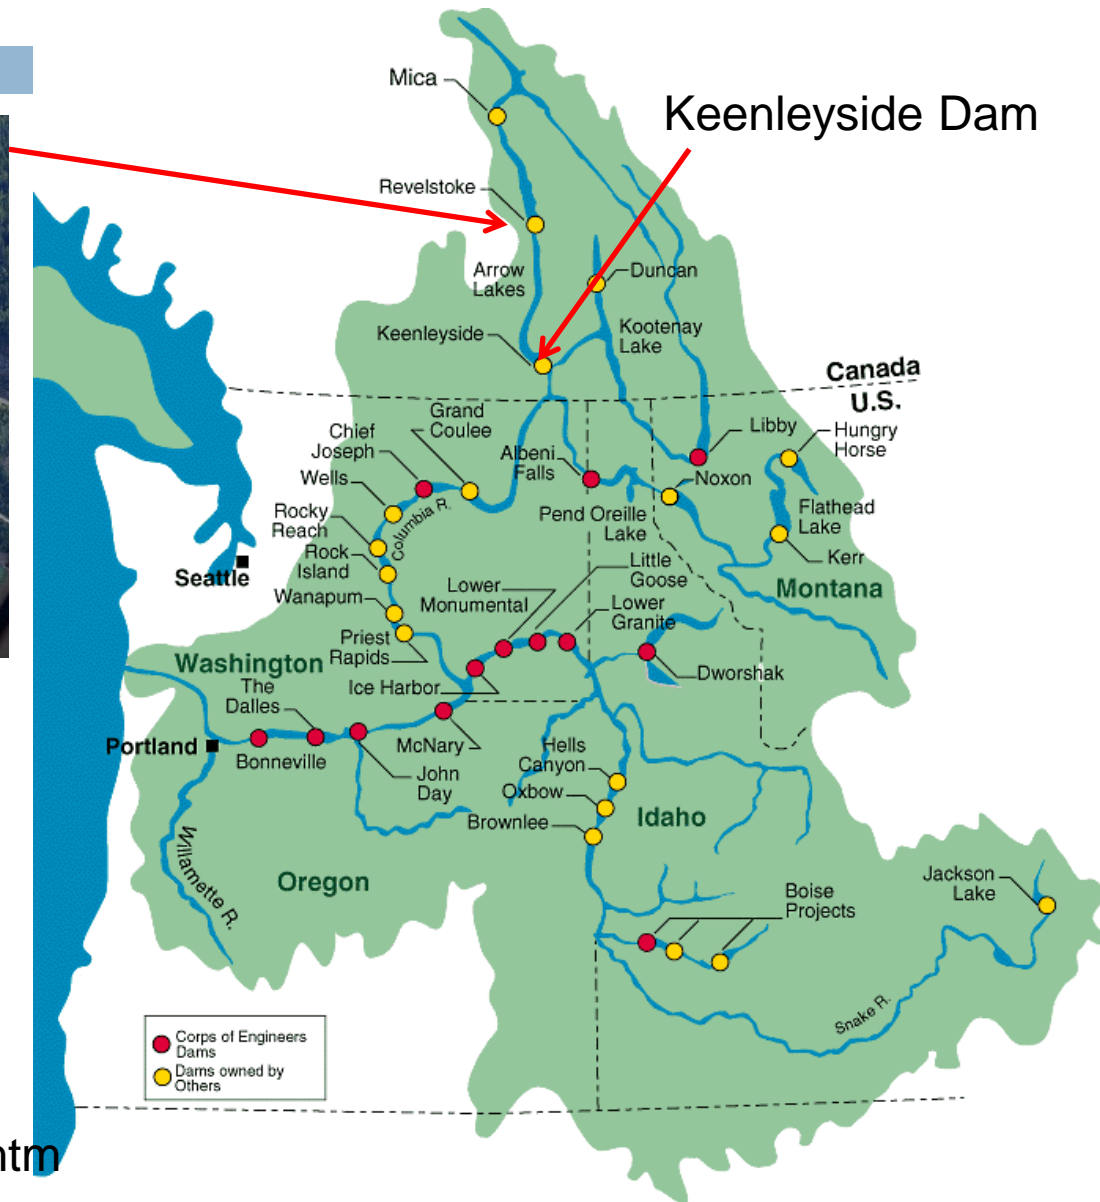 Mica
Keenleyside Dam
Revelstoke
Arrow
Lakes
Duncan
Keenleyside
Kootenay
Lake
Canada
U.S.
Grand
Coulee
Chief
Joseph
Albeni
Falls
Libby
Hungry
Horse
Wells
Noxon
Columbia R.
Rocky
Reach
Pend Oreille
Lake
Flathead
Lake
Rock
Island
Kerr
Seattle
Little
Goose
Lower
Monumental
Montana
Wanapum
Lower
Granite
Priest
Rapids
Washington
Dworshak
Ice Harbor
The
Dalles
Portland
Bonneville
McNary
John
Day
Hells
Canyon
Oxbow
Brownlee
Idaho
Willamette R.
Oregon
Boise
Projects
Jackson
Lake
Snake R.
Corps of Engineers
Dams
Dams owned by
Others
ntm